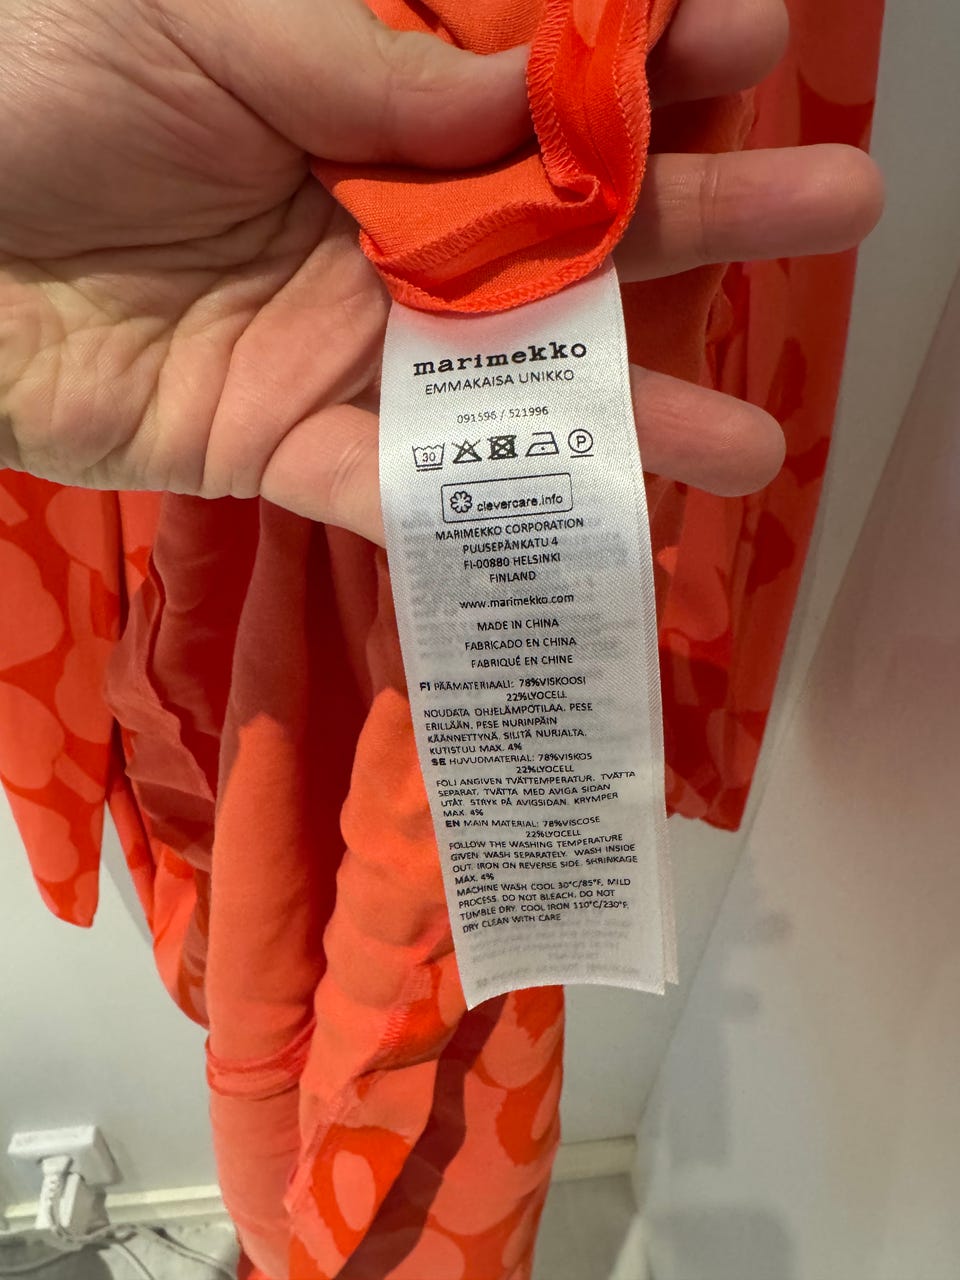 marimekko
EMMAKAISA UNIKKO
091596 / 521996
30 P
clevercare.info
MARIMEKKO CORPORATION
PUUSEPÄNKATU 4
FI-00880 HELSINKI
FINLAND
www.marimekko.com
MADE IN CHINA
FABRICADO EN CHINA
FABRIQUÉ EN CHINE
FI PÄÄMATERIAALI: 78%VISKOOSI
22%LYOCELL
NOUDATA OHJELÄMPÖTILAA. PESE
ERILLÄÄN. PESE NURINPÄIN
KÄÄNNETTYNÄ. SILITÄ NURJALTA.
KUTISTUU MAX. 4%
SE HUVUDMATERIAL: 78%VISKOS
22%LYOCELL
FÖLJ ANGIVEN TVÄTTEMPERATUR. TVÄTTA
SEPARAT. TVÄTTA MED AVIGA SIDAN
UTÅT. STRYK PÅ AVIGSIDAN. KRYMPER
MAX. 4%
EN MAIN MATERIAL: 78%VISCOSE
22%LYOCELL
FOLLOW THE WASHING TEMPERATURE
GIVEN. WASH SEPARATELY. WASH INSIDE
OUT. IRON ON REVERSE SIDE. SHRINKAGE
MAX. 4%
MACHINE WASH COOL 30°C/85°F, MILD
PROCESS. DO NOT BLEACH. DO NOT
TUMBLE DRY. COOL IRON 110°C/230°F.
DRY CLEAN WITH CARE